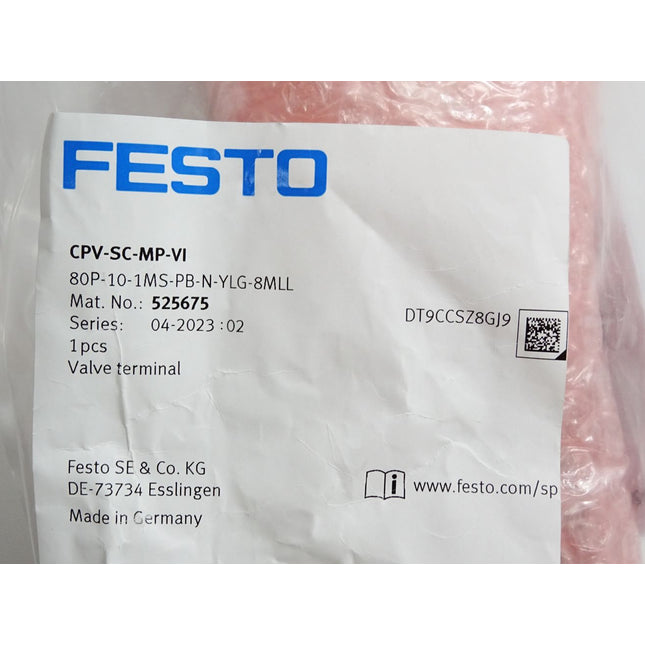 FESTO
CPV-SC-MP-VI
80P-10-1MS-PB-N-YLG-8MLL
Mat. No.: 525675
Series: 04-2023:02
1pcs
Valve terminal
DT9CCSZ8GJ9
Festo SE & Co. KG
DE-73734 Esslingen
Made in Germany
i www.festo.com/sp